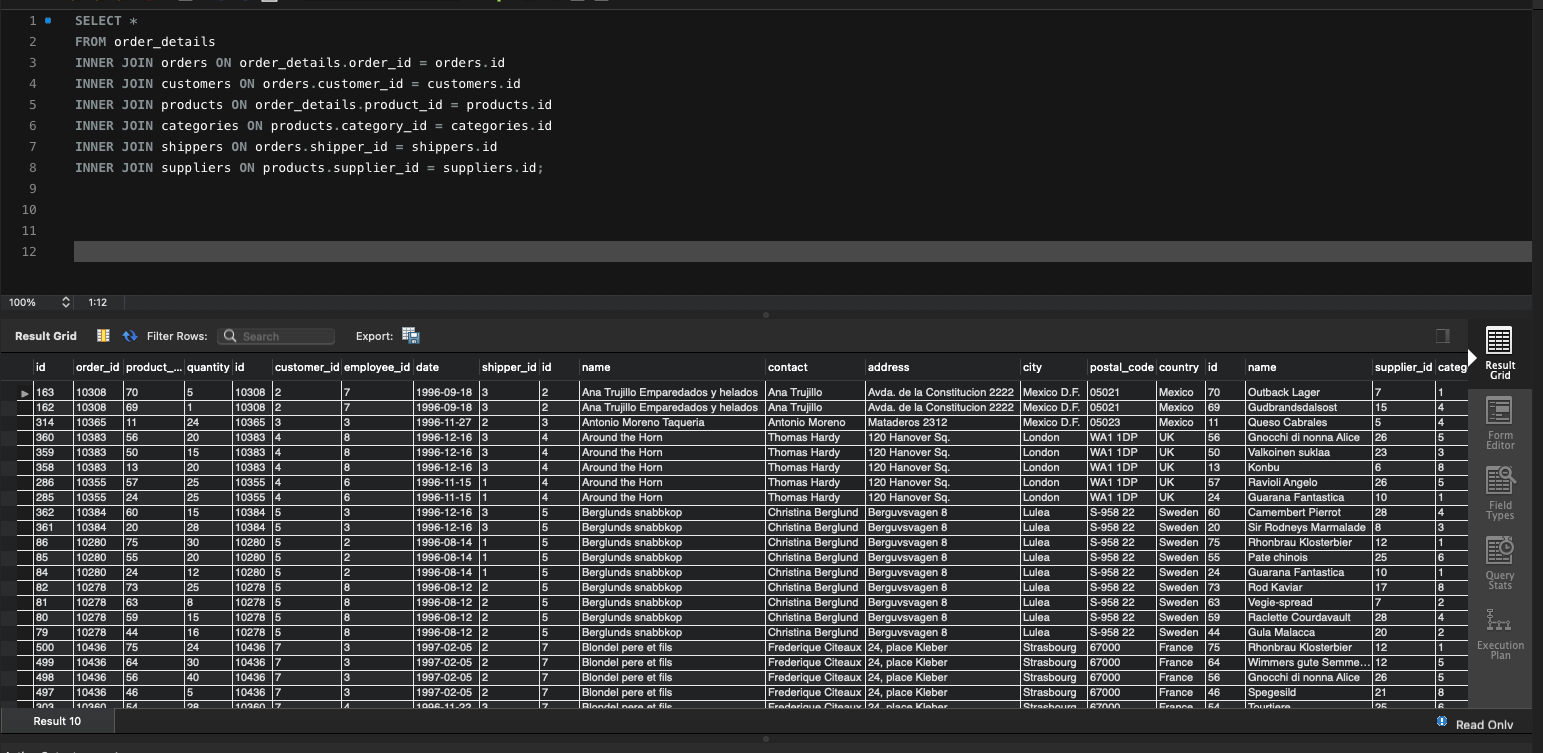 1 SELECT *
2 FROM order_details
3 INNER JOIN orders ON order_details.order_id = orders.id
4 INNER JOIN customers ON orders.customer_id = customers.id
5 INNER JOIN products ON order_details.product_id = products.id
6 INNER JOIN categories ON products.category_id = categories.id
7 INNER JOIN shippers ON orders.shipper_id = shippers.id
8 INNER JOIN suppliers ON products.supplier_id = suppliers.id;
9
10
11
12
100% 1:12
Result Grid Filter Rows: Search Export:
id order_id product_... quantity id customer_id employee_id date shipper_id id name contact address city postal_code country id name supplier_id categ
163 10308 70 5 10308 2 7 1996-09-18 3 2 Ana Trujillo Emparedados y helados Ana Trujillo Avda. de la Constitucion 2222 Mexico D.F. 05021 Mexico 70 Outback Lager 7 1
162 10308 69 1 10308 2 7 1996-09-18 3 2 Ana Trujillo Emparedados y helados Ana Trujillo Avda. de la Constitucion 2222 Mexico D.F. 05021 Mexico 69 Gudbrandsdalsost 15 4
314 10365 11 24 10365 3 3 1996-11-27 2 3 Antonio Moreno Taqueria Antonio Moreno Mataderos 2312 Mexico D.F. 05023 Mexico 11 Queso Cabrales 5 4
360 10383 56 20 10383 4 8 1996-12-16 3 4 Around the Horn Thomas Hardy 120 Hanover Sq. London WA1 1DP UK 56 Gnocchi di nonna Alice 26 5
359 10383 50 15 10383 4 8 1996-12-16 3 4 Around the Horn Thomas Hardy 120 Hanover Sq. London WA1 1DP UK 50 Valkoinen suklaa 23 3
358 10383 13 20 10383 4 8 1996-12-16 3 4 Around the Horn Thomas Hardy 120 Hanover Sq. London WA1 1DP UK 13 Konbu 6 8
286 10355 57 25 10355 4 6 1996-11-15 1 4 Around the Horn Thomas Hardy 120 Hanover Sq. London WA1 1DP UK 57 Ravioli Angelo 26 5
285 10355 24 25 10355 4 6 1996-11-15 1 4 Around the Horn Thomas Hardy 120 Hanover Sq. London WA1 1DP UK 24 Guarana Fantastica 10 1
362 10384 60 15 10384 5 3 1996-12-16 3 5 Berglunds snabbkop Christina Berglund Berguvsvagen 8 Lulea S-958 22 Sweden 60 Camembert Pierrot 28 4
361 10384 20 28 10384 5 3 1996-12-16 3 5 Berglunds snabbkop Christina Berglund Berguvsvagen 8 Lulea S-958 22 Sweden 20 Sir Rodneys Marmalade 8 3
86 10280 75 30 10280 5 2 1996-08-14 1 5 Berglunds snabbkop Christina Berglund Berguvsvagen 8 Lulea S-958 22 Sweden 75 Rhonbrau Klosterbier 12 1
85 10280 55 20 10280 5 2 1996-08-14 1 5 Berglunds snabbkop Christina Berglund Berguvsvagen 8 Lulea S-958 22 Sweden 55 Pate chinois 25 6
84 10280 24 12 10280 5 2 1996-08-14 1 5 Berglunds snabbkop Christina Berglund Berguvsvagen 8 Lulea S-958 22 Sweden 24 Guarana Fantastica 10 1
82 10278 73 25 10278 5 8 1996-08-12 2 5 Berglunds snabbkop Christina Berglund Berguvsvagen 8 Lulea S-958 22 Sweden 73 Rod Kaviar 17 8
81 10278 63 8 10278 5 8 1996-08-12 2 5 Berglunds snabbkop Christina Berglund Berguvsvagen 8 Lulea S-958 22 Sweden 63 Vegie-spread 7 2
80 10278 59 15 10278 5 8 1996-08-12 2 5 Berglunds snabbkop Christina Berglund Berguvsvagen 8 Lulea S-958 22 Sweden 59 Raclette Courdavault 28 4
79 10278 44 16 10278 5 8 1996-08-12 2 5 Berglunds snabbkop Christina Berglund Berguvsvagen 8 Lulea S-958 22 Sweden 44 Gula Malacca 20 2
500 10436 75 24 10436 7 3 1997-02-05 2 7 Blondel pere et fils Frederique Citeaux 24, place Kleber Strasbourg 67000 France 75 Rhonbrau Klosterbier 12 1
499 10436 64 30 10436 7 3 1997-02-05 2 7 Blondel pere et fils Frederique Citeaux 24, place Kleber Strasbourg 67000 France 64 Wimmers gute Semme... 12 5
498 10436 56 40 10436 7 3 1997-02-05 2 7 Blondel pere et fils Frederique Citeaux 24, place Kleber Strasbourg 67000 France 56 Gnocchi di nonna Alice 26 5
497 10436 46 5 10436 7 3 1997-02-05 2 7 Blondel pere et fils Frederique Citeaux 24, place Kleber Strasbourg 67000 France 46 Spegesild 21 8
303 10360 54 28 10360 7 4 1996-11-22 3 7 Blondel pere et fils Frederique Citeaux 24, place Kleber Strasbourg 67000 France 54 Tourtiere 25 6
Result
Grid
Form
Editor
Field
Types
Query
Stats
Execution
Plan
Result 10
Read Only